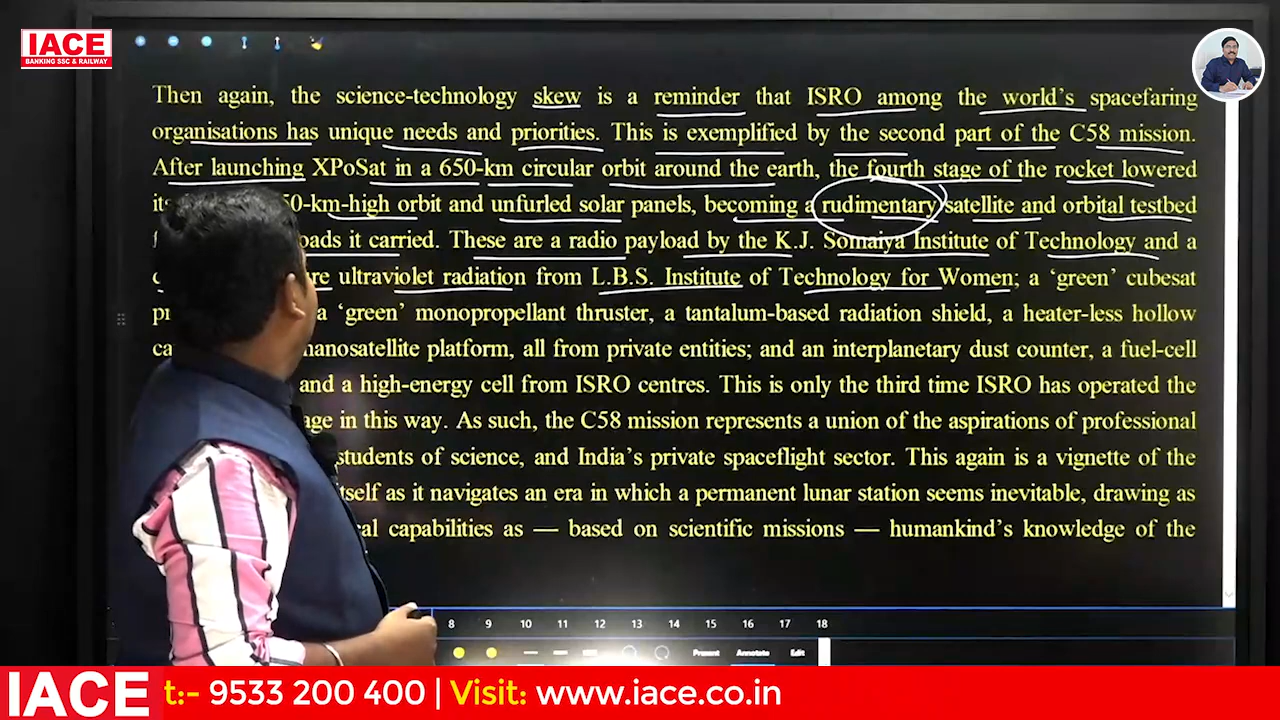 IACE
BANKING SSC & RAILWAY
Then again, the science-technology skew is a reminder that ISRO among the world's spacefaring
organisations has unique needs and priorities. This is exemplified by the second part of the C58 mission.
After launching XPoSat in a 650-km circular orbit around the earth, the fourth stage of the rocket lowered
50-km-high orbit and unfurled solar panels, becoming a rudimentary satellite and orbital testbed
it carried. These are a radio payload by the K.J. Somaiya Institute of Technology and a
ultraviolet radiation from L.B.S. Institute of Technology for Women; a ‘green’ cubesat
a ‘green’ monopropellant thruster, a tantalum-based radiation shield, a heater-less hollow
nanosatellite platform, all from private entities; and an interplanetary dust counter, a fuel-cell
and a high-energy cell from ISRO centres. This is only the third time ISRO has operated the
in this way. As such, the C58 mission represents a union of the aspirations of professional
students of science, and India's private spaceflight sector. This again is a vignette of the
itself as it navigates an era in which a permanent lunar station seems inevitable, drawing as
capabilities as — based on scientific missions — humankind's knowledge of the
8 9 10 11 12 13 14 15 16 17 18
Present Annotate Edit
IACE t:- 9533 200 400 | Visit: www.iace.co.in